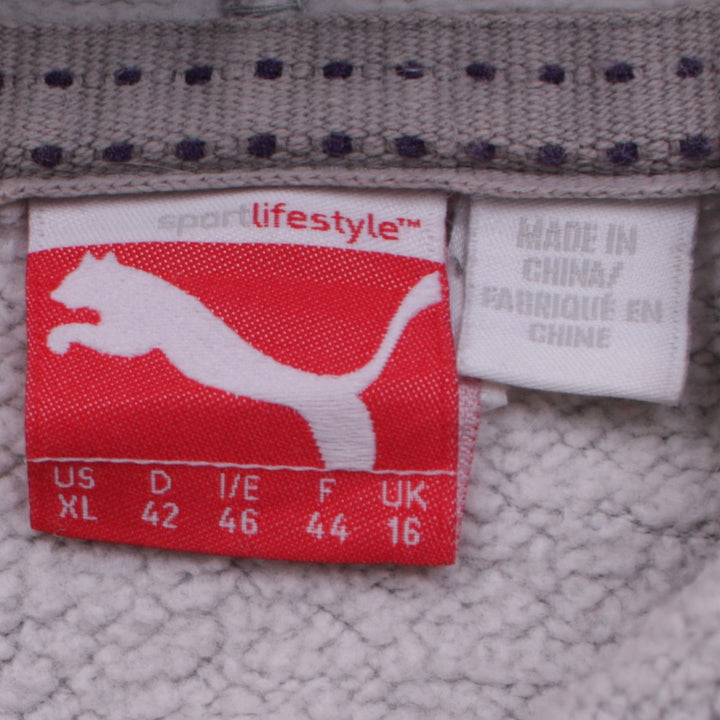 sportlifestyle™
US D I/E F UK
XL 42 46 44 16
MADE IN
CHINA/
FABRIQUÉ EN
CHINE